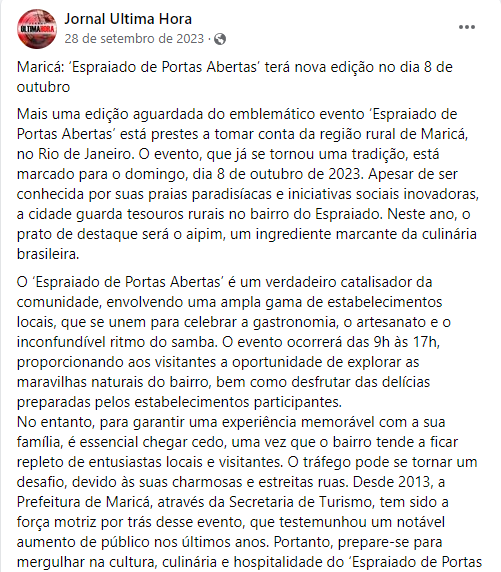 Jornal Ultima Hora
ÚLTIMA HORA
28 de setembro de 2023 ·
Maricá: ‘Espraiado de Portas Abertas’ terá nova edição no dia 8 de
outubro
Mais uma edição aguardada do emblemático evento ‘Espraiado de
Portas Abertas’ está prestes a tomar conta da região rural de Maricá,
no Rio de Janeiro. O evento, que já se tornou uma tradição, está
marcado para o domingo, dia 8 de outubro de 2023. Apesar de ser
conhecida por suas praias paradisíacas e iniciativas sociais inovadoras,
a cidade guarda tesouros rurais no bairro do Espraiado. Neste ano, o
prato de destaque será o aipim, um ingrediente marcante da culinária
brasileira.
O ‘Espraiado de Portas Abertas’ é um verdadeiro catalisador da
comunidade, envolvendo uma ampla gama de estabelecimentos
locais, que se unem para celebrar a gastronomia, o artesanato e o
inconfundível ritmo do samba. O evento ocorrerá das 9h às 17h,
proporcionando aos visitantes a oportunidade de explorar as
maravilhas naturais do bairro, bem como desfrutar das delícias
preparadas pelos estabelecimentos participantes.
No entanto, para garantir uma experiência memorável com a sua
família, é essencial chegar cedo, uma vez que o bairro tende a ficar
repleto de entusiastas locais e visitantes. O tráfego pode se tornar um
desafio, devido às suas charmosas e estreitas ruas. Desde 2013, a
Prefeitura de Maricá, através da Secretaria de Turismo, tem sido a
força motriz por trás desse evento, que testemunhou um notável
aumento de público nos últimos anos. Portanto, prepare-se para
mergulhar na cultura, culinária e hospitalidade do ‘Espraiado de Portas